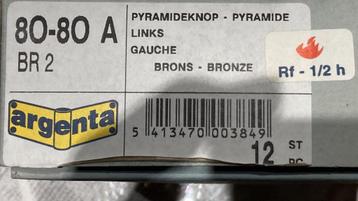 80-80 A
BR 2
PYRAMIDEKNOP - PYRAMIDE
LINKS
GAUCHE
BRONS - BRONZE
Rf - 1/2 h
argenta
5 413470 003849
12 ST
PC